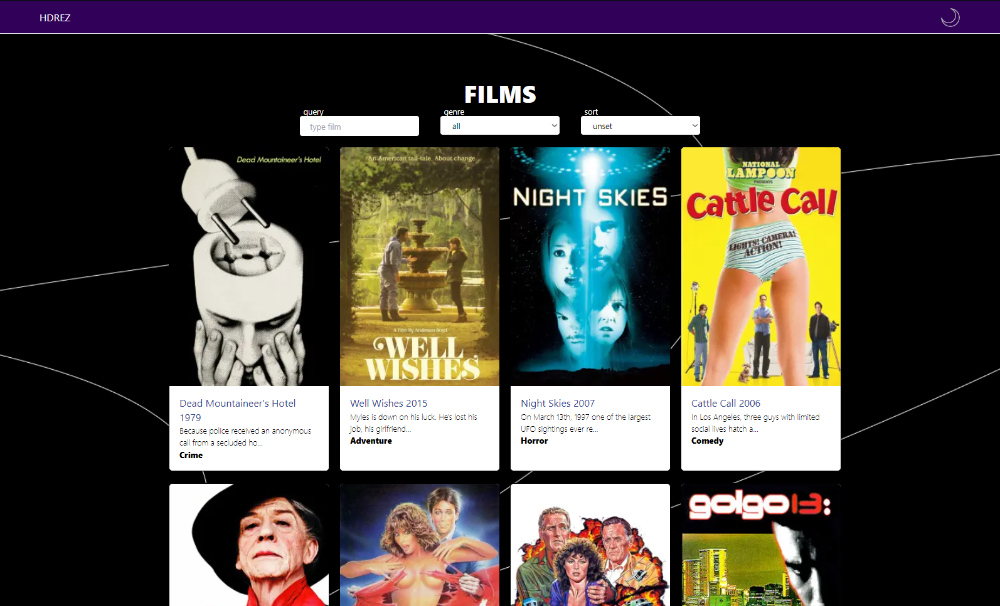 HDREZ
FILMS
query
genre
sort
type film
all
unset
Dead Mountaineer's Hotel
An American tall-tale. About change.
A Film By Anderson Boyd
WELL
WISHES
NIGHT SKIES
NATIONAL
LAMPOON
PRESENTS
Cattle Call
LIGHTS! CAMERA!
ACTION!
Dead Mountaineer's Hotel
1979
Because police received an anonymous
call from a secluded ho...
Crime
Well Wishes 2015
Myles is down on his luck. He's lost his
job, his girlfriend...
Adventure
Night Skies 2007
On March 13th, 1997 one of the largest
UFO sightings ever re...
Horror
Cattle Call 2006
In Los Angeles, three guys with limited
social lives hatch a...
Comedy
golgo 13: